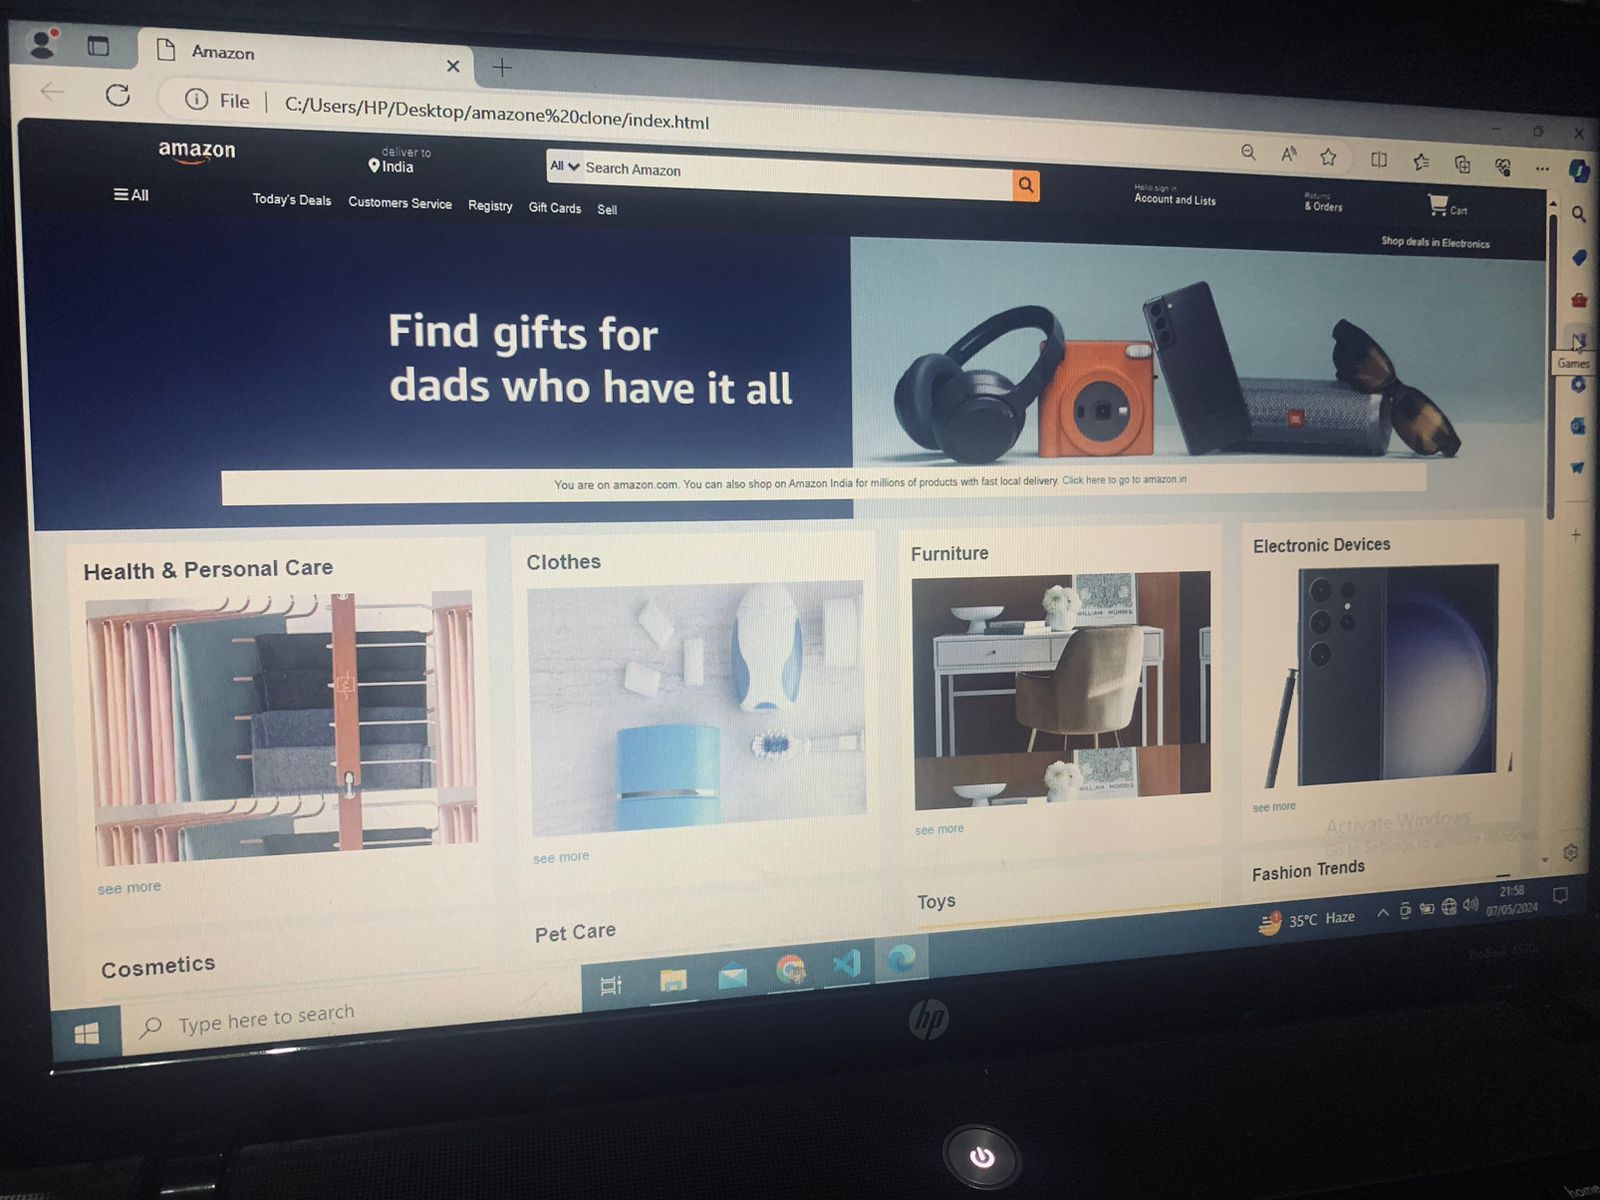 Amazon
File
C:/Users/HP/Desktop/amazone%20clone/index.html
amazon
deliver to
India
All
Search Amazon
Hello,sign in
Account and Lists
Returns
& Orders
Cart
All
Today's Deals
Customers Service
Registry
Gift Cards
Sell
Shop deals in Electronics
Games
Find gifts for
dads who have it all
JBL
You are on amazon.com. You can also shop on Amazon India for millions of products with fast local delivery. Click here to go to amazon.in
Health & Personal Care
Clothes
Furniture
Electronic Devices
WILLIAM MORRIS
WILLIAM MORRIS
see more
see more
see more
see more
Activate Windows
Go to Settings to activate Windows.
Cosmetics
Pet Care
Toys
Fashion Trends
Type here to search
1
35°C Haze
21:58
07/05/2024
hp